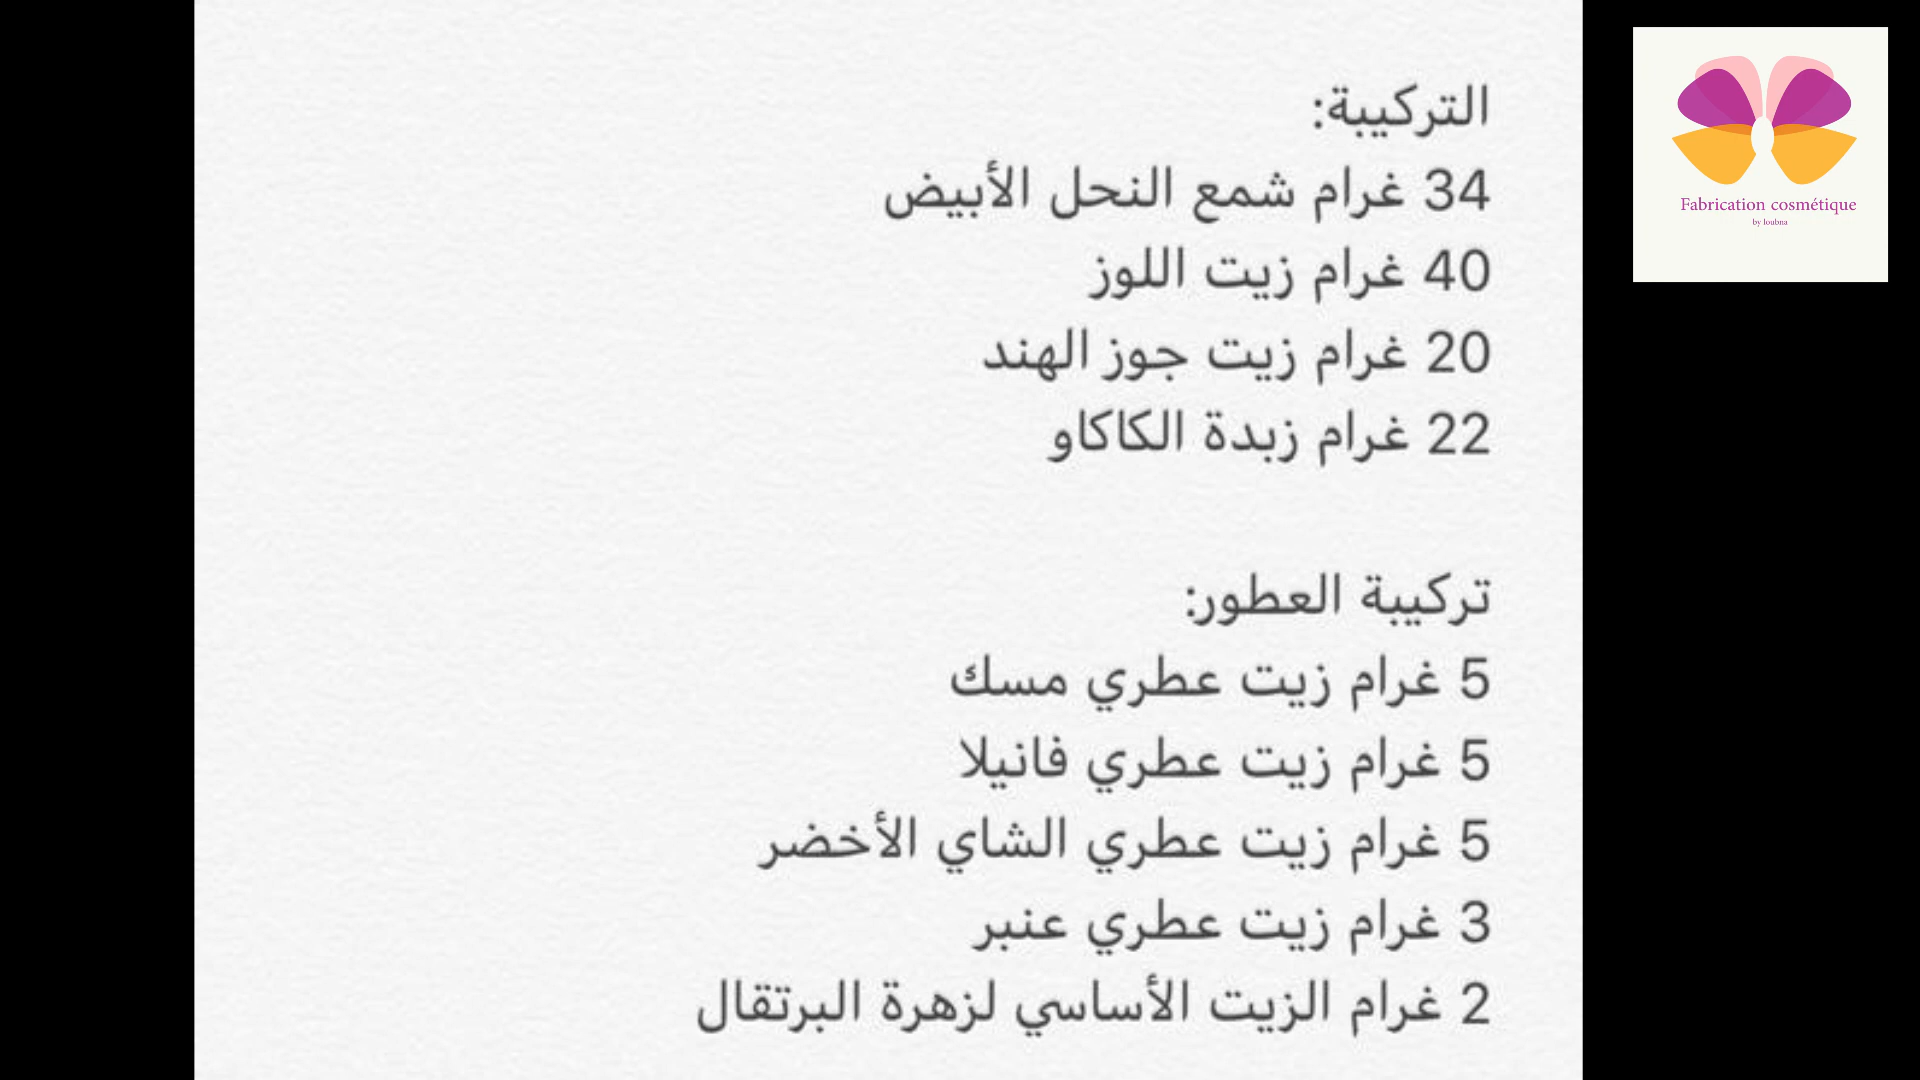 التركيبة:
34 غرام شمع النحل الأبيض
40 غرام زيت اللوز
20 غرام زيت جوز الهند
22 غرام زبدة الكاكاو
تركيبة العطور:
5 غرام زيت عطري مسك
5 غرام زيت عطري فانيلا
5 غرام زيت عطري الشاي الأخضر
3 غرام زيت عطري عنبر
2 غرام الزيت الأساسي لزهرة البرتقال
Fabrication cosmétique
by loubna